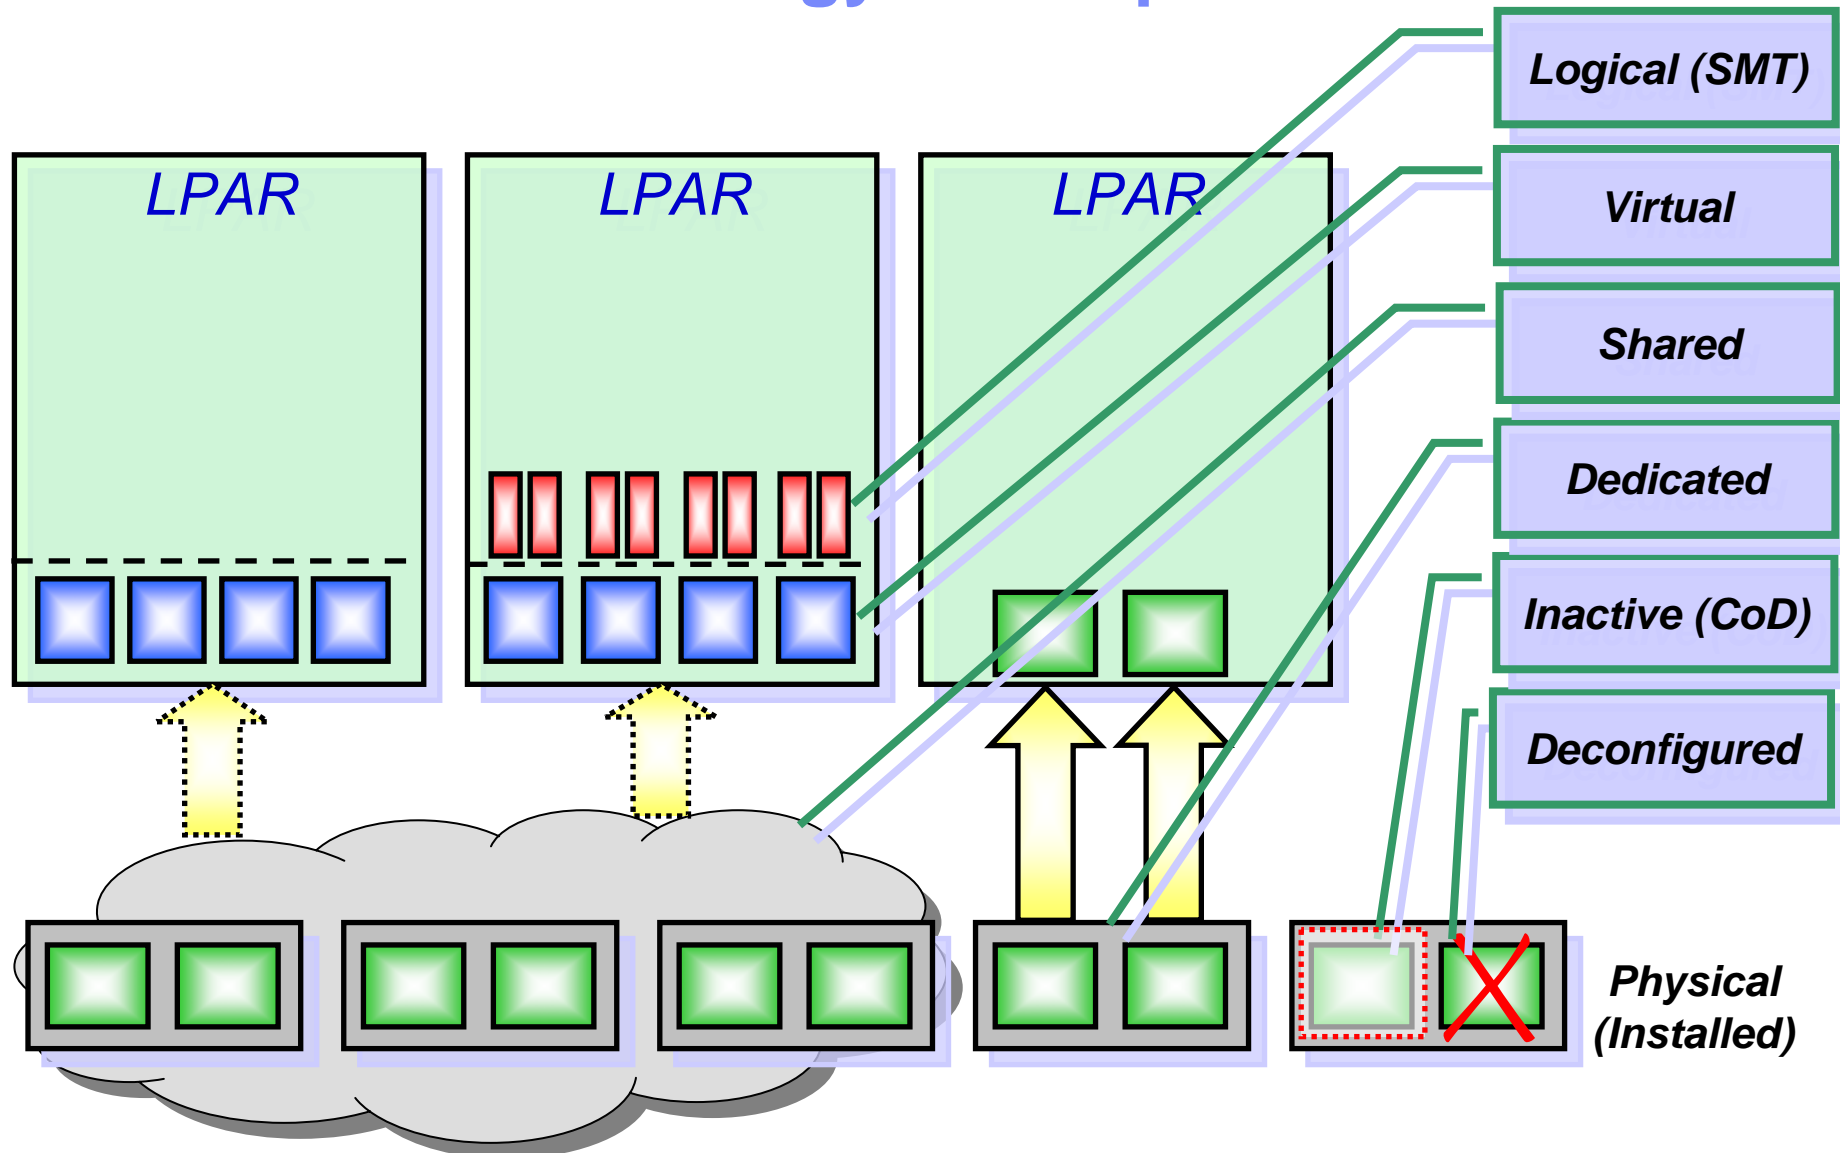 LPAR
LPAR
LPAR
Logical (SMT)
Virtual
Shared
Dedicated
Inactive (CoD)
Deconfigured
Physical
(Installed)